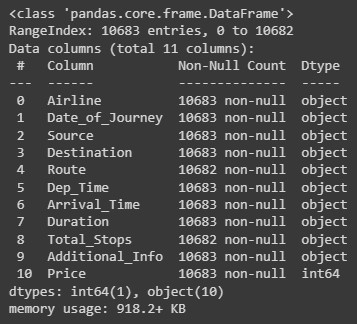 <class 'pandas.core.frame.DataFrame'>
RangeIndex: 10683 entries, 0 to 10682
Data columns (total 11 columns):
 #   Column           Non-Null Count  Dtype
---  ------           --------------  -----
 0   Airline          10683 non-null  object
 1   Date_of_Journey  10683 non-null  object
 2   Source           10683 non-null  object
 3   Destination      10683 non-null  object
 4   Route            10682 non-null  object
 5   Dep_Time         10683 non-null  object
 6   Arrival_Time     10683 non-null  object
 7   Duration         10683 non-null  object
 8   Total_Stops      10682 non-null  object
 9   Additional_Info  10683 non-null  object
 10  Price            10683 non-null  int64
dtypes: int64(1), object(10)
memory usage: 918.2+ KB